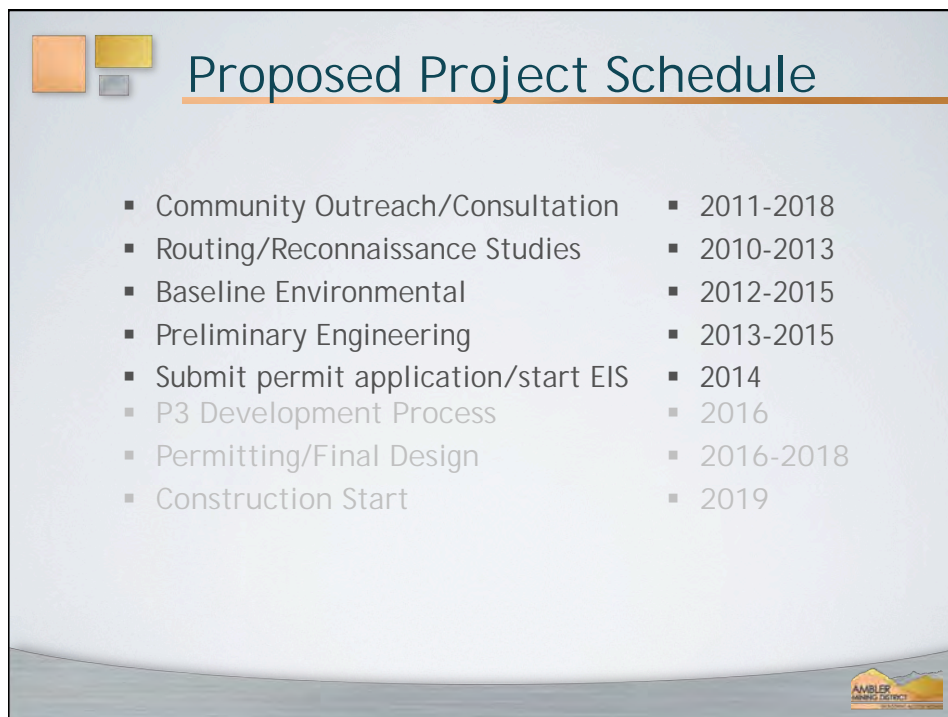 Proposed Project Schedule
▪ Community Outreach/Consultation ▪ 2011-2018
▪ Routing/Reconnaissance Studies ▪ 2010-2013
▪ Baseline Environmental ▪ 2012-2015
▪ Preliminary Engineering ▪ 2013-2015
▪ Submit permit application/start EIS ▪ 2014
▪ P3 Development Process ▪ 2016
▪ Permitting/Final Design ▪ 2016-2018
▪ Construction Start ▪ 2019
AMBLER
MINING DISTRICT